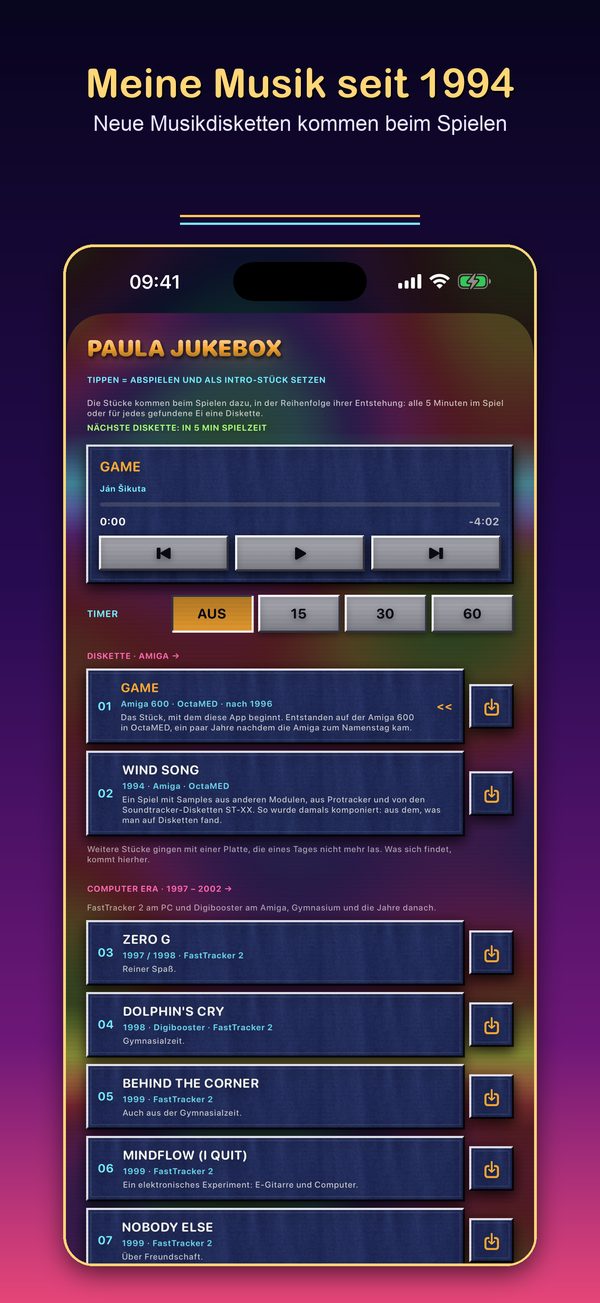 Meine Musik seit 1994
Neue Musikdisketten kommen beim Spielen
09:41
PAULA JUKEBOX
TIPPEN = ABSPIELEN UND ALS INTRO-STÜCK SETZEN
Die Stücke kommen beim Spielen dazu, in der Reihenfolge ihrer Entstehung: alle 5 Minuten im Spiel
oder für jedes gefundene Ei eine Diskette.
NÄCHSTE DISKETTE: IN 5 MIN SPIELZEIT
GAME
Ján Šikuta
0:00 -4:02
TIMER AUS 15 30 60
DISKETTE · AMIGA →
01 GAME <<
Amiga 600 · OctaMED · nach 1996
Das Stück, mit dem diese App beginnt. Entstanden auf der Amiga 600
in OctaMED, ein paar Jahre nachdem die Amiga zum Namenstag kam.
02 WIND SONG
1994 · Amiga · OctaMED
Ein Spiel mit Samples aus anderen Modulen, aus Protracker und von den
Soundtracker-Disketten ST-XX. So wurde damals komponiert: aus dem, was
man auf Disketten fand.
Weitere Stücke gingen mit einer Platte, die eines Tages nicht mehr las. Was sich findet,
kommt hierher.
COMPUTER ERA · 1997 – 2002 →
FastTracker 2 am PC und Digibooster am Amiga, Gymnasium und die Jahre danach.
03 ZERO G
1997 / 1998 · FastTracker 2
Reiner Spaß.
04 DOLPHIN'S CRY
1998 · Digibooster · FastTracker 2
Gymnasialzeit.
05 BEHIND THE CORNER
1999 · FastTracker 2
Auch aus der Gymnasialzeit.
06 MINDFLOW (I QUIT)
1999 · FastTracker 2
Ein elektronisches Experiment: E-Gitarre und Computer.
07 NOBODY ELSE
1999 · FastTracker 2
Über Freundschaft.